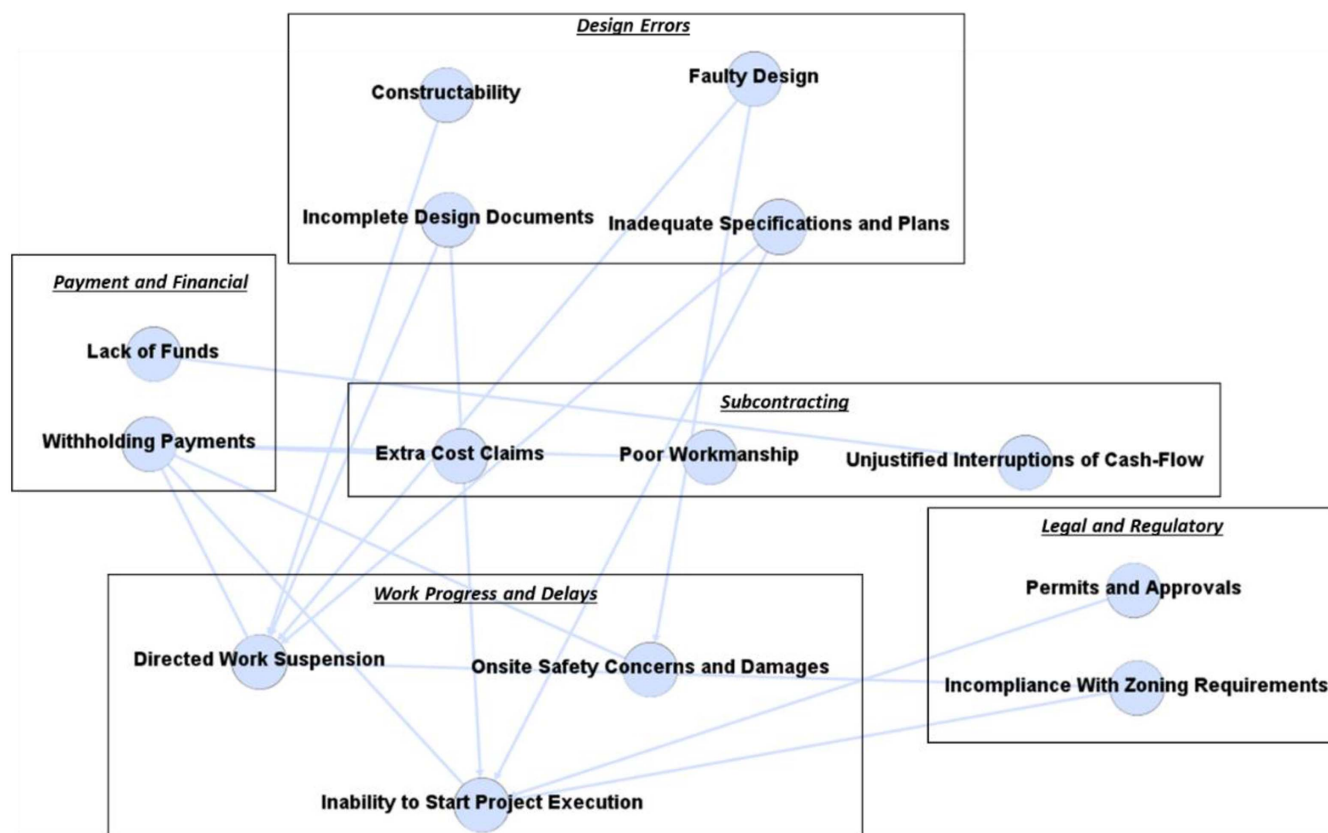 Design Errors
Constructability
Faulty Design
Incomplete Design Documents
Inadequate Specifications and Plans
Payment and Financial
Lack of Funds
Withholding Payments
Subcontracting
Extra Cost Claims
Poor Workmanship
Unjustified Interruptions of Cash-Flow
Legal and Regulatory
Permits and Approvals
Incompliance With Zoning Requirements
Work Progress and Delays
Directed Work Suspension
Onsite Safety Concerns and Damages
Inability to Start Project Execution